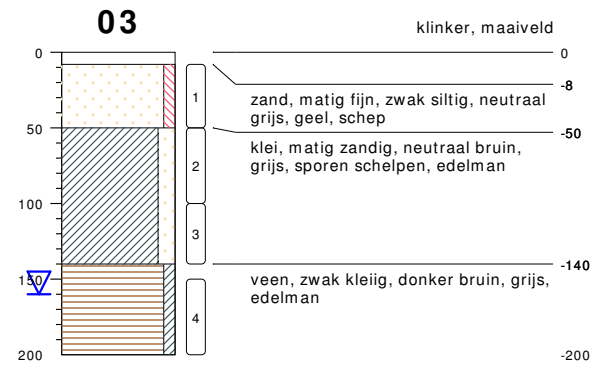 03
klinker, maaiveld
0
0
-8
1
zand, matig fijn, zwak siltig, neutraal
grijs, geel, schep
50
-50
klei, matig zandig, neutraal bruin,
grijs, sporen schelpen, edelman
2
100
3
-140
150
veen, zwak kleiig, donker bruin, grijs,
edelman
4
200
-200